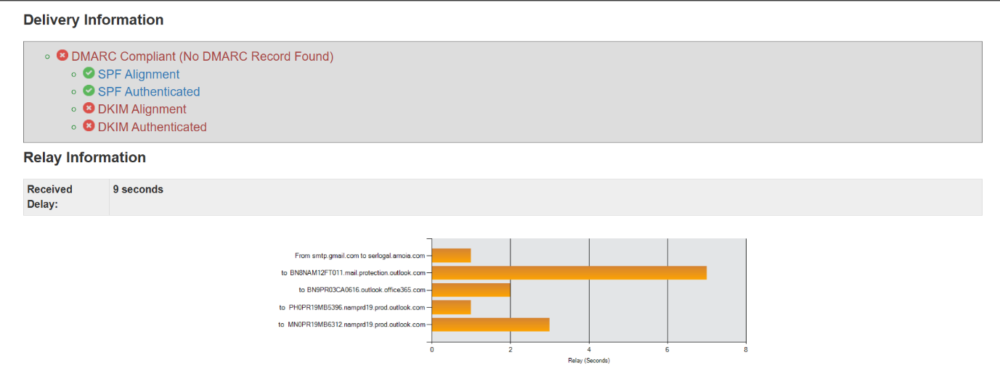 Delivery Information
DMARC Compliant (No DMARC Record Found)
SPF Alignment
SPF Authenticated
DKIM Alignment
DKIM Authenticated
Relay Information
Received Delay:
9 seconds
From smtp.gmail.com to serlogal.amoia.com
to BN8NAM12FT011.mail.protection.outlook.com
to BN9PR03CA0616.outlook.office365.com
to PH0PR19MB5396.namprd19.prod.outlook.com
to MN0PR19MB6312.namprd19.prod.outlook.com
0 2 4 6 8
Relay (Seconds)